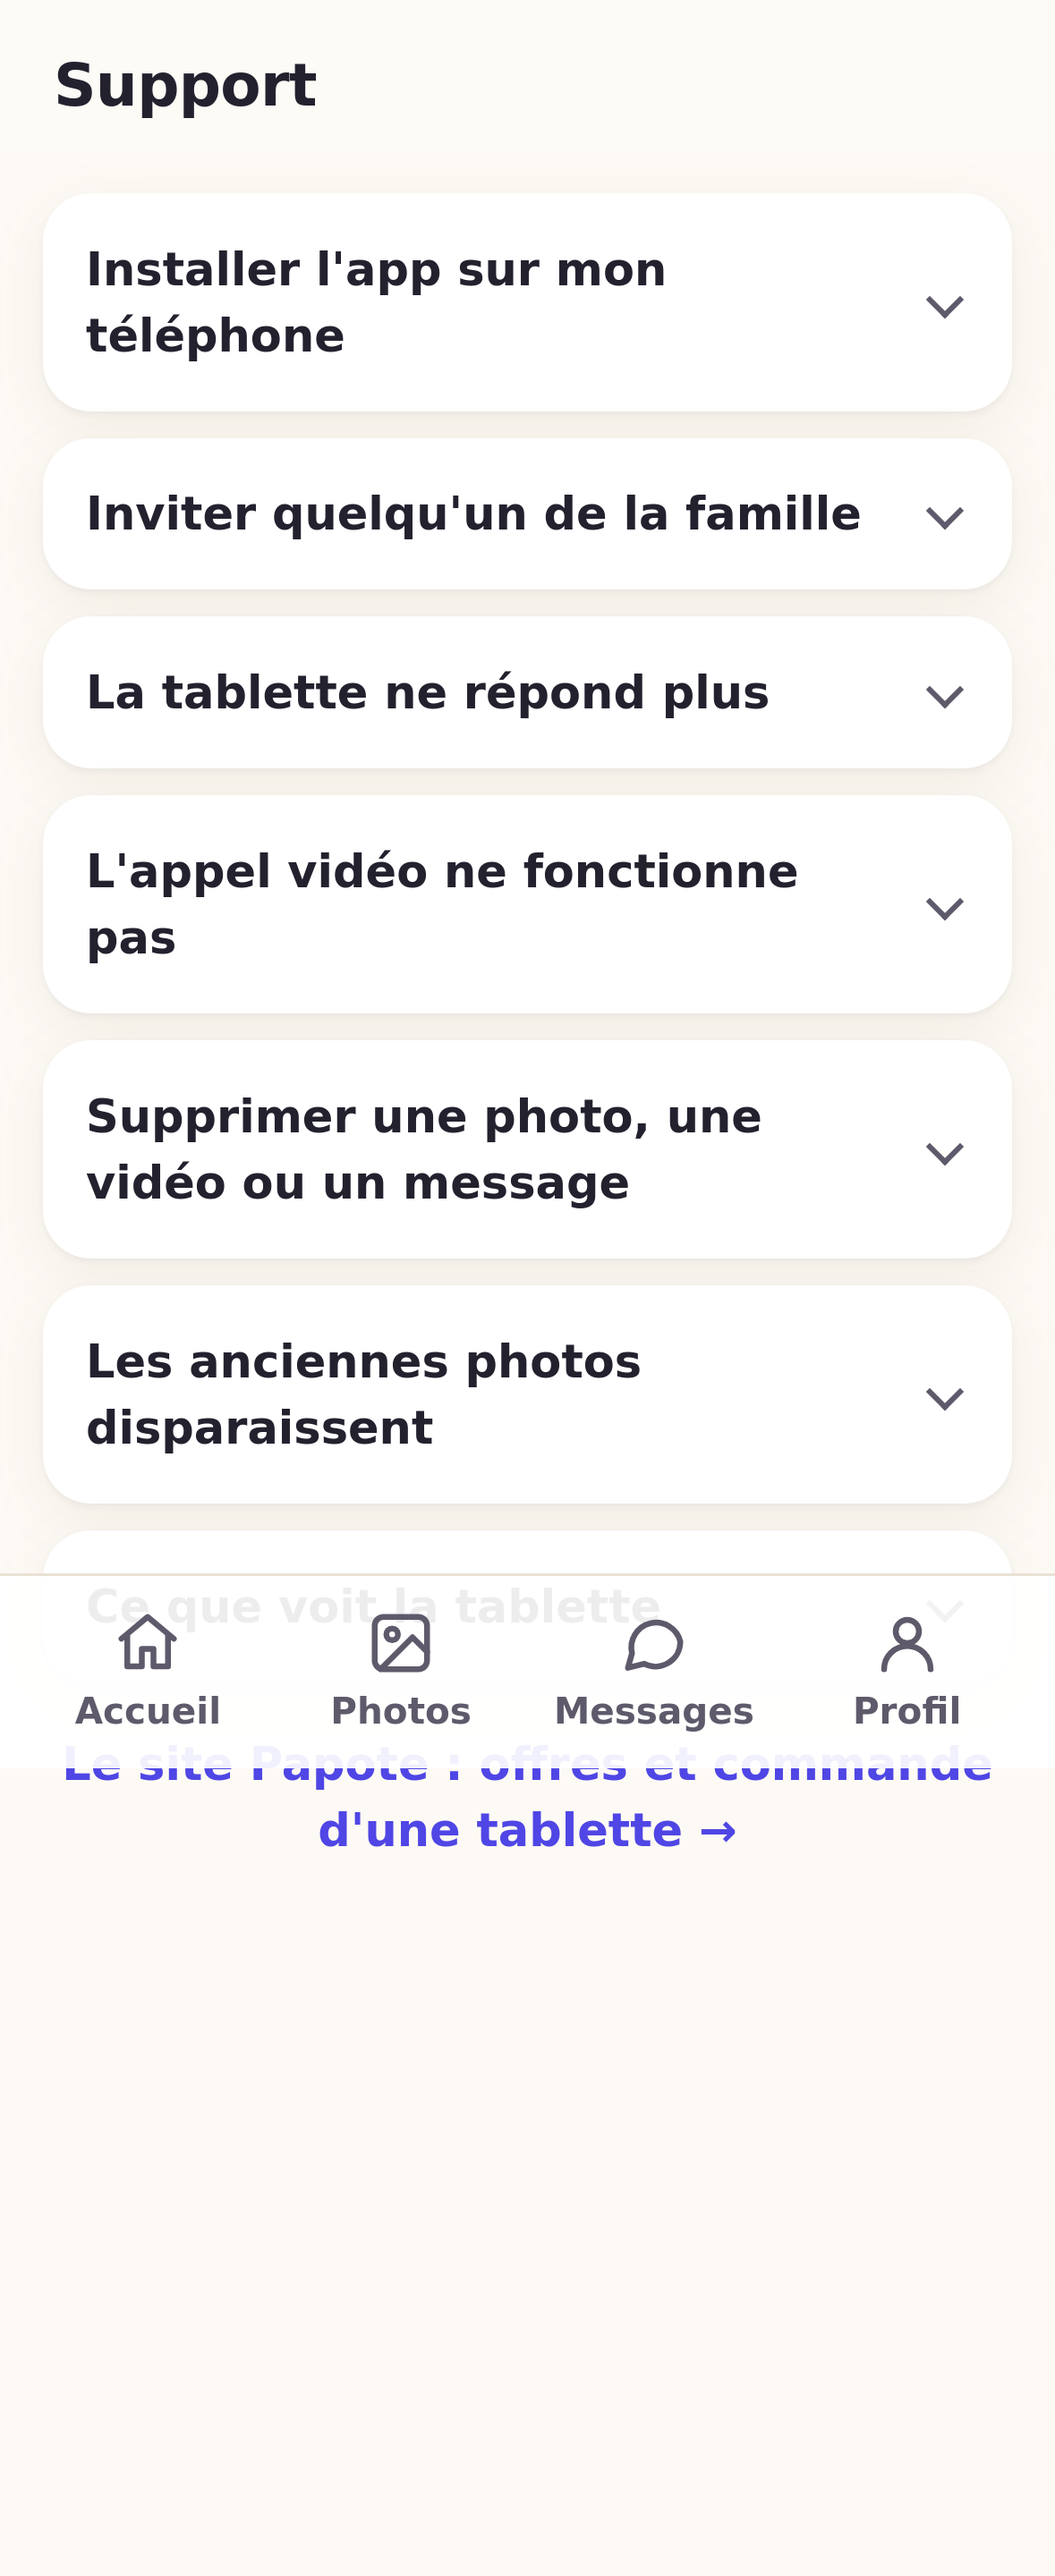 Support
Installer l'app sur mon
téléphone
Inviter quelqu'un de la famille
La tablette ne répond plus
L'appel vidéo ne fonctionne
pas
Supprimer une photo, une
vidéo ou un message
Les anciennes photos
disparaissent
Ce que voit la tablette
Accueil
Photos
Messages
Profil
Le site Papote : offres et commande
d'une tablette →